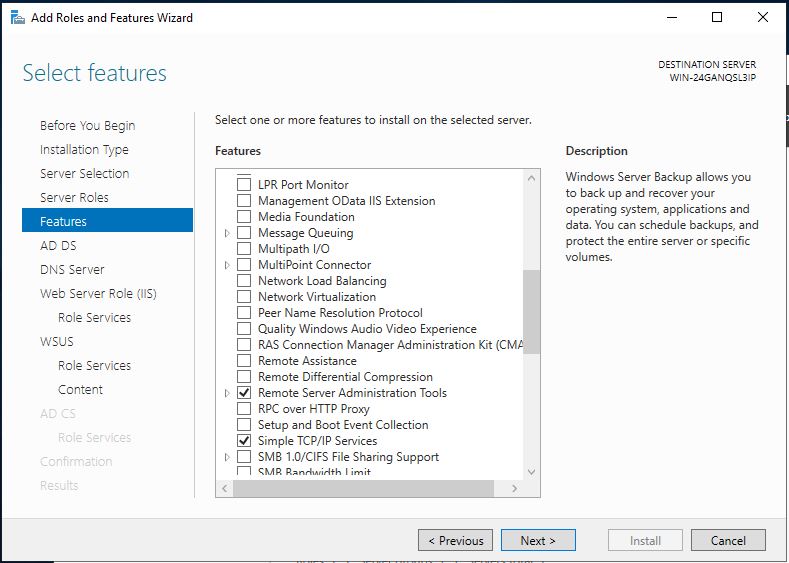 Add Roles and Features Wizard
Select features
DESTINATION SERVER
WIN-24GANQSL3IP
Before You Begin
Installation Type
Server Selection
Server Roles
Features
AD DS
DNS Server
Web Server Role (IIS)
Role Services
WSUS
Role Services
Content
AD CS
Role Services
Confirmation
Results
Select one or more features to install on the selected server.
Features
LPR Port Monitor
Management OData IIS Extension
Media Foundation
Message Queuing
Multipath I/O
MultiPoint Connector
Network Load Balancing
Network Virtualization
Peer Name Resolution Protocol
Quality Windows Audio Video Experience
RAS Connection Manager Administration Kit (CMA
Remote Assistance
Remote Differential Compression
Remote Server Administration Tools
RPC over HTTP Proxy
Setup and Boot Event Collection
Simple TCP/IP Services
SMB 1.0/CIFS File Sharing Support
SMB Bandwidth Limit
Description
Windows Server Backup allows you
to back up and recover your
operating system, applications and
data. You can schedule backups, and
protect the entire server or specific
volumes.
< Previous
Next >
Install
Cancel